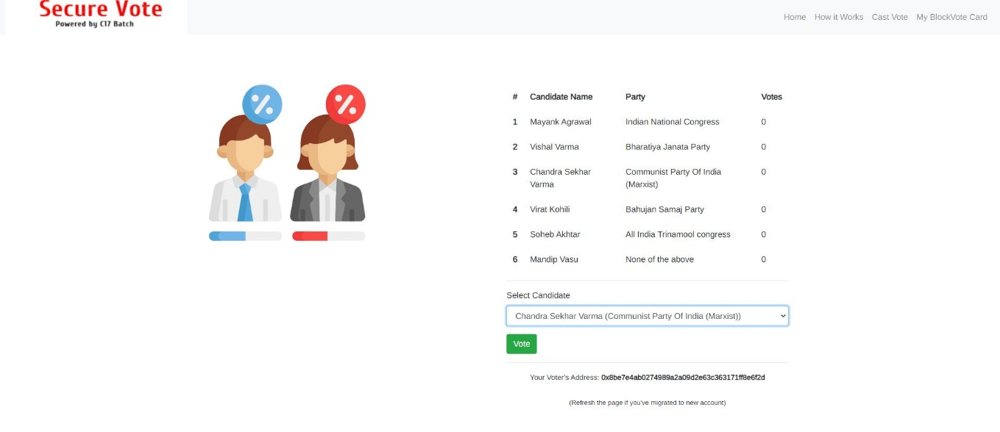 Secure Vote
Powered by C17 Batch
Home How it Works Cast Vote My BlockVote Card
# Candidate Name Party Votes
1 Mayank Agrawal Indian National Congress 0
2 Vishal Varma Bharatiya Janata Party 0
3 Chandra Sekhar Communist Party Of India 0
Varma (Marxist)
4 Virat Kohili Bahujan Samaj Party 0
5 Soheb Akhtar All India Trinamool congress 0
6 Mandip Vasu None of the above 0
Select Candidate
Chandra Sekhar Varma (Communist Party Of India (Marxist))
Vote
Your Voter's Address: 0x8be7e4ab0274989a2a09d2e63c363171ff8e6f2d
(Refresh the page if you've migrated to new account)